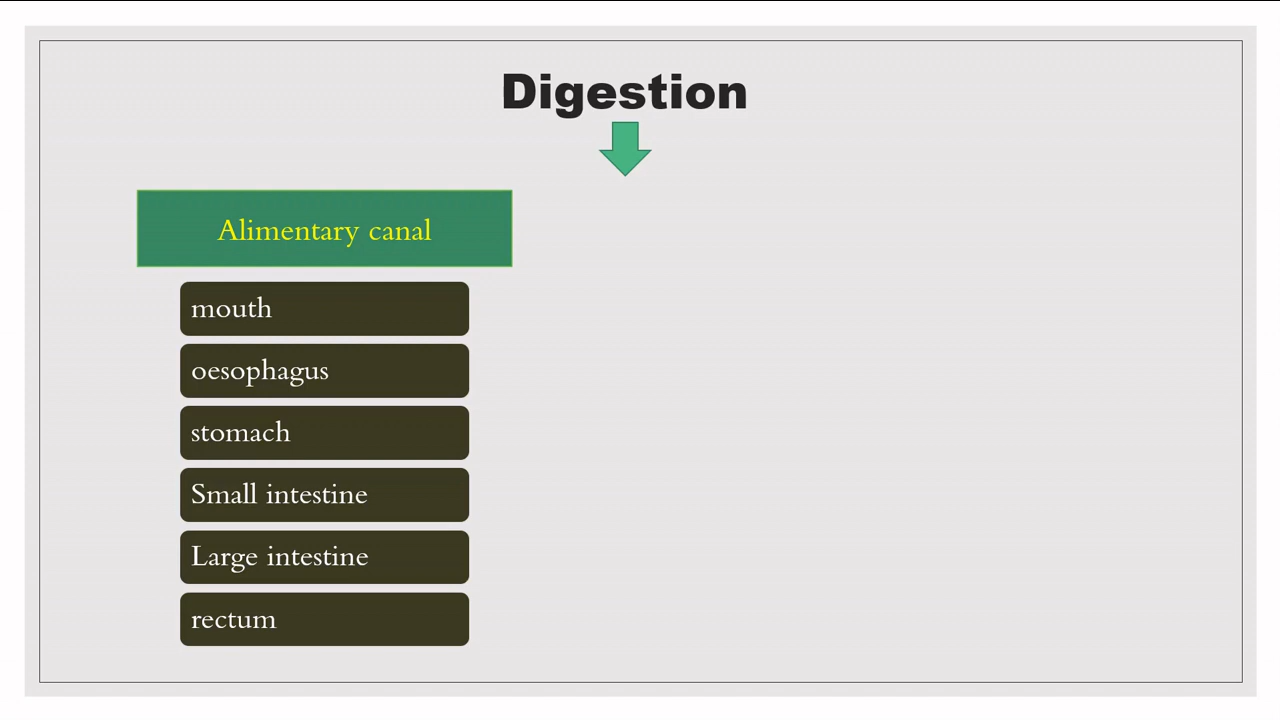 Digestion
Alimentary canal
mouth
oesophagus
stomach
Small intestine
Large intestine
rectum